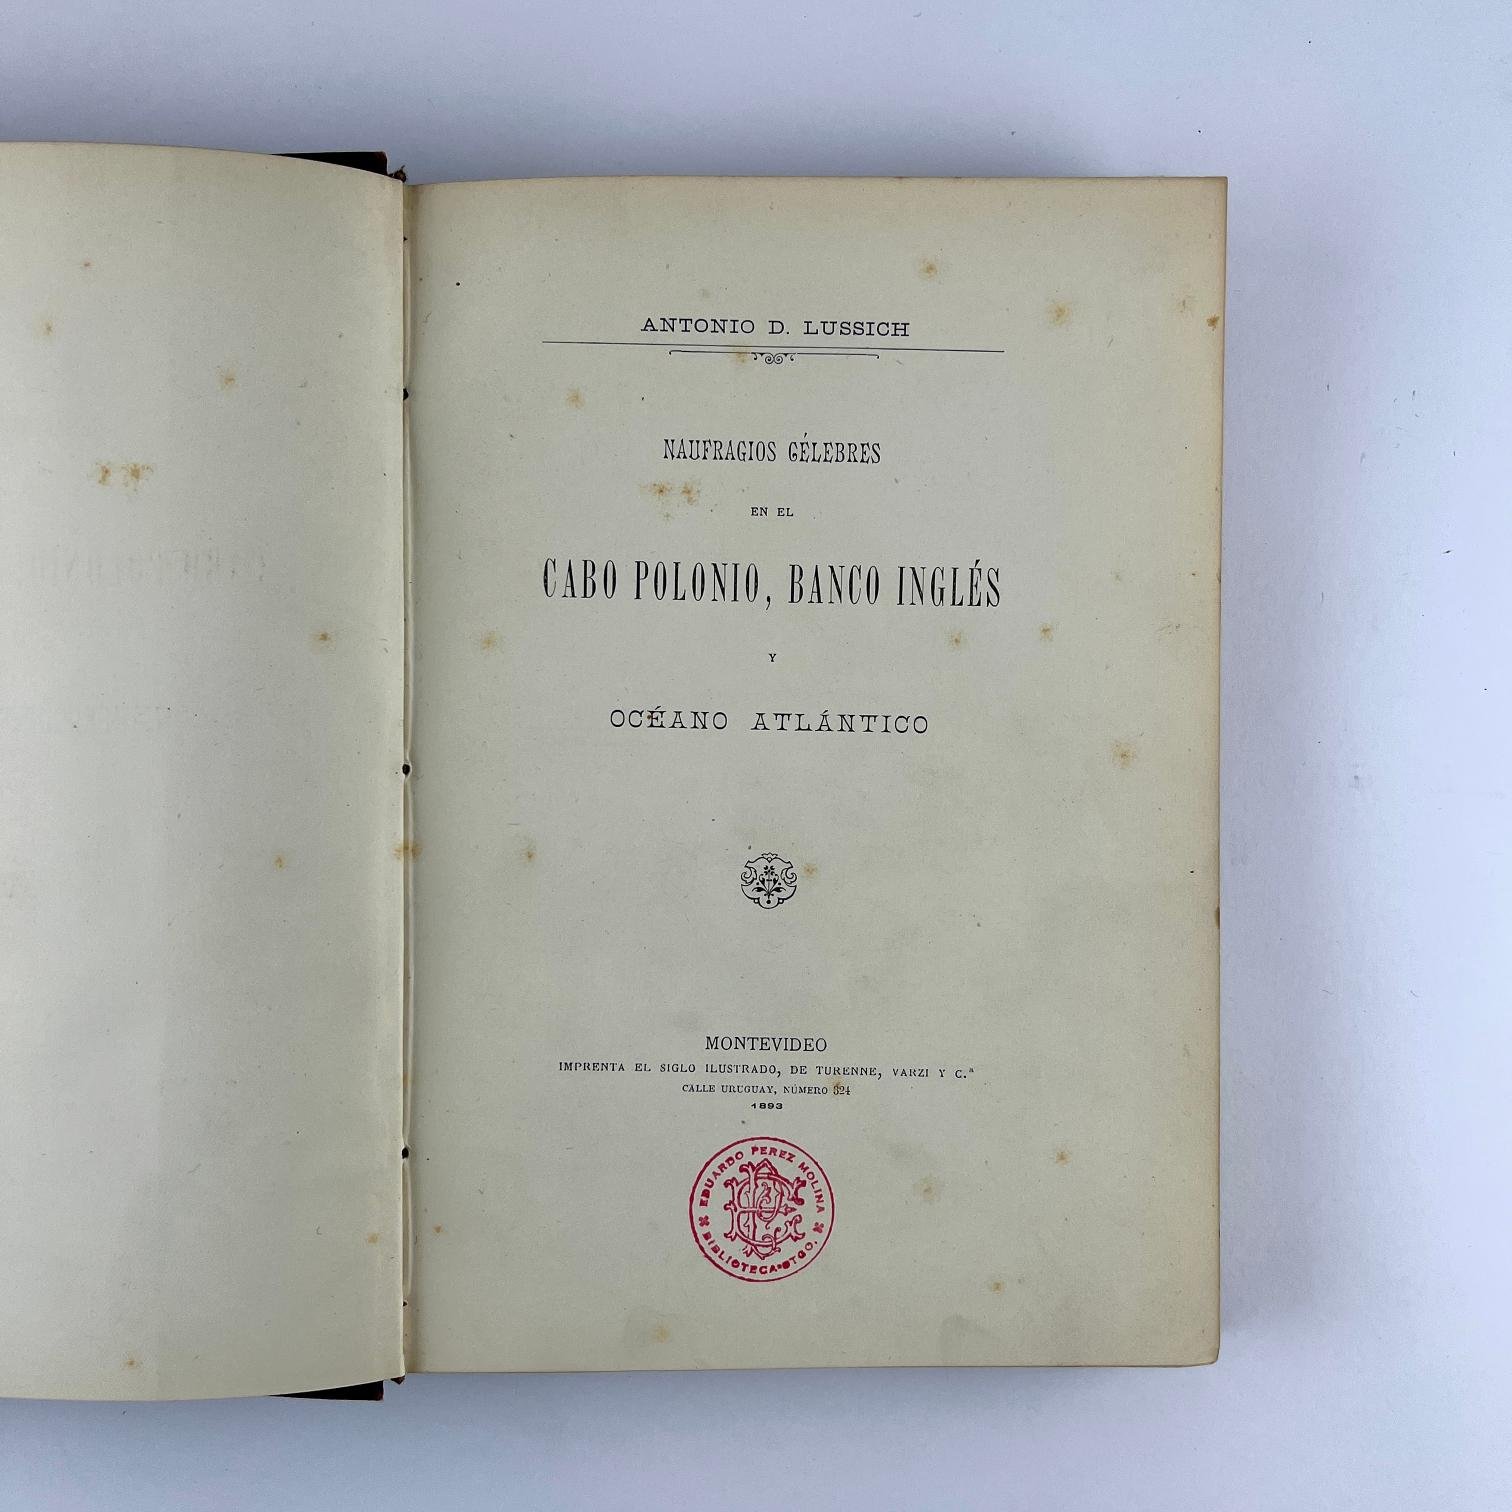 ANTONIO D. LUSSICH
NAUFRAGIOS CÉLEBRES
EN EL
CABO POLONIO, BANCO INGLÉS
Y
OCÉANO ATLÁNTICO
MONTEVIDEO
IMPRENTA EL SIGLO ILUSTRADO, DE TURENNE, VARZI Y C.ª
CALLE URUGUAY, NÚMERO 324
1893
EDUARDO PEREZ MOLINA
BIBLIOTECA STGO.